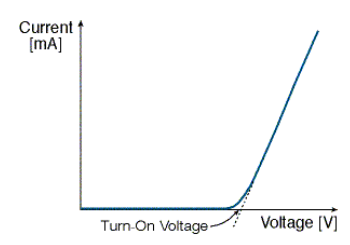 Current
[mA]
Turn-On Voltage
Voltage [V]